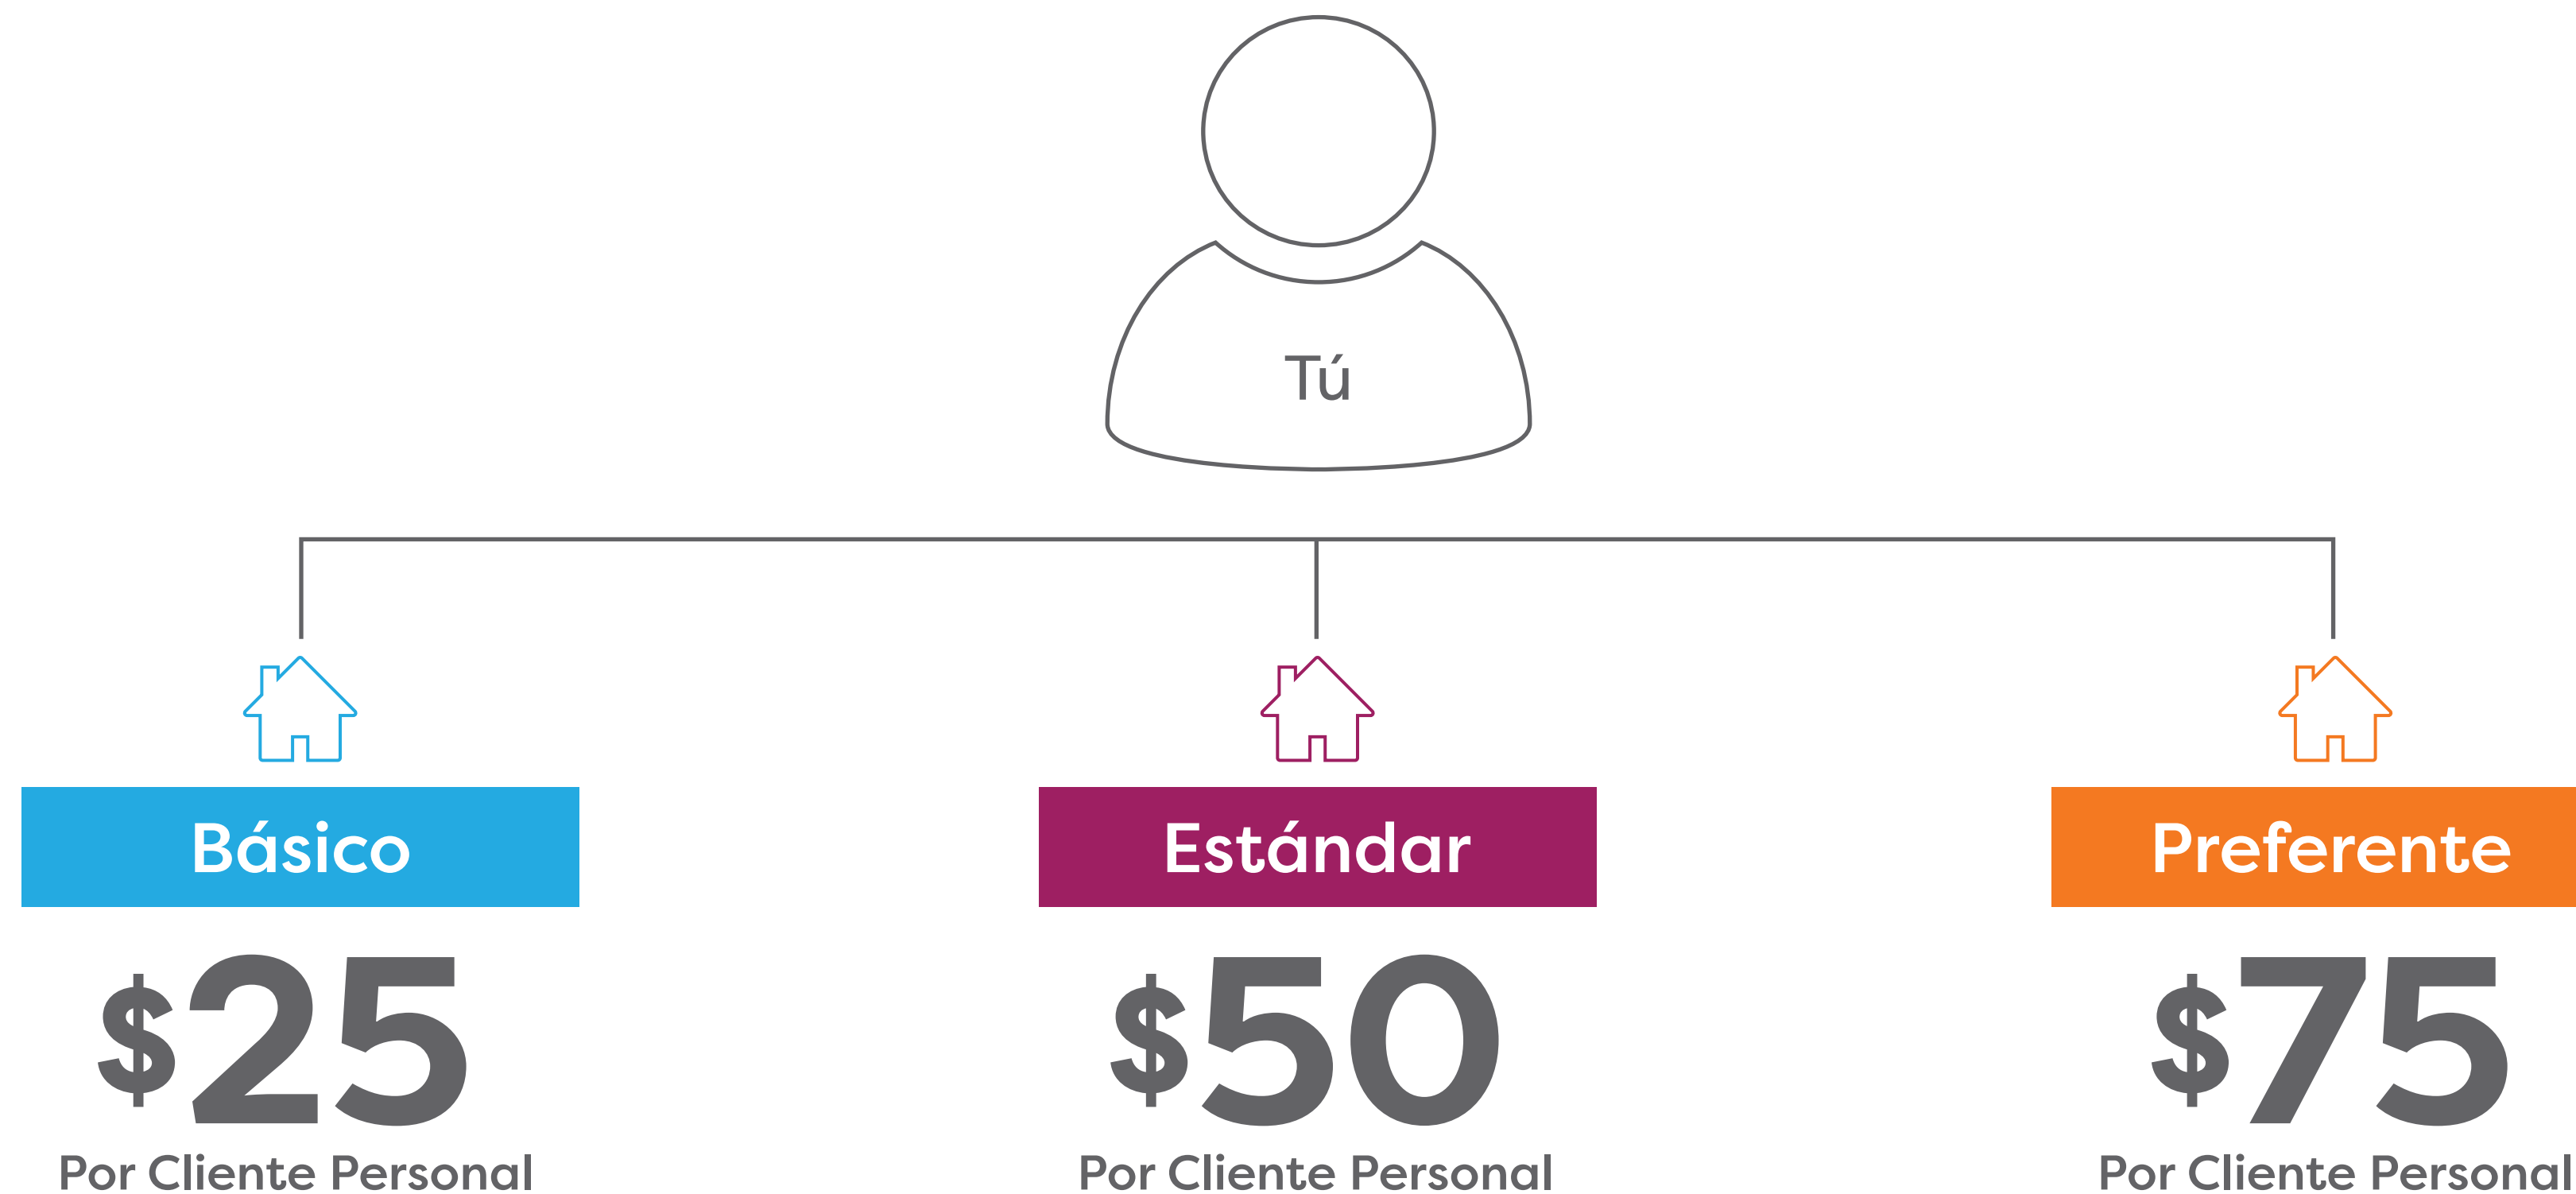 Tú
Básico
Estándar
Preferente
$25
$50
$75
Por Cliente Personal
Por Cliente Personal
Por Cliente Personal